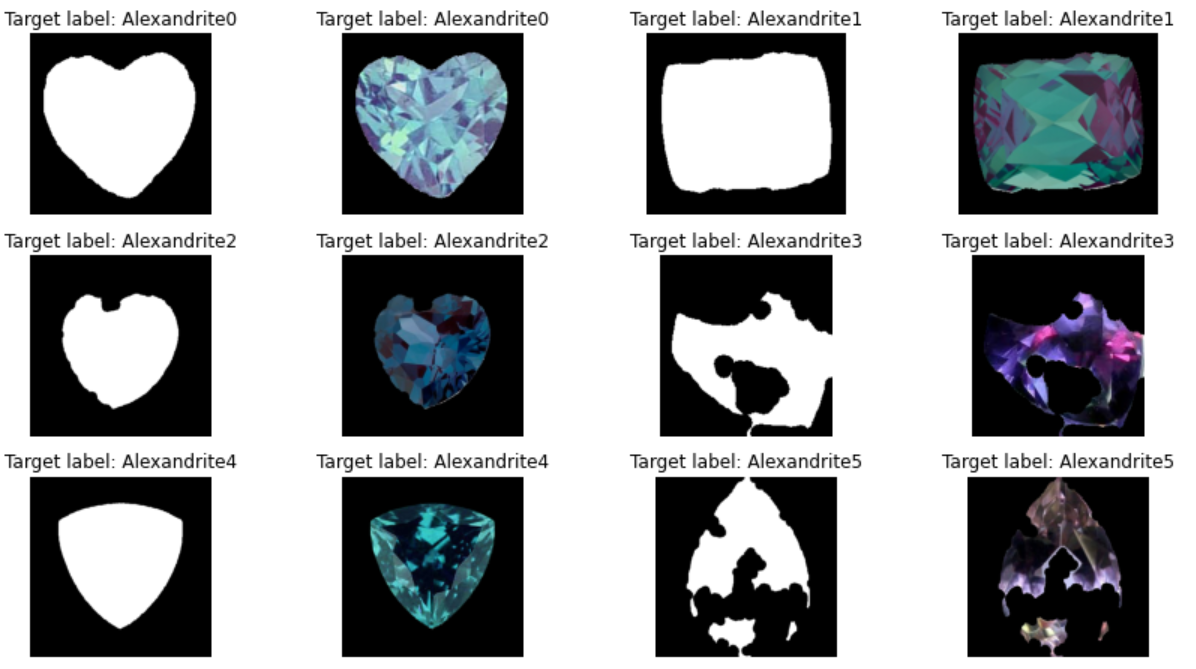 Target label: Alexandrite0
Target label: Alexandrite0
Target label: Alexandrite1
Target label: Alexandrite1
Target label: Alexandrite2
Target label: Alexandrite2
Target label: Alexandrite3
Target label: Alexandrite3
Target label: Alexandrite4
Target label: Alexandrite4
Target label: Alexandrite5
Target label: Alexandrite5